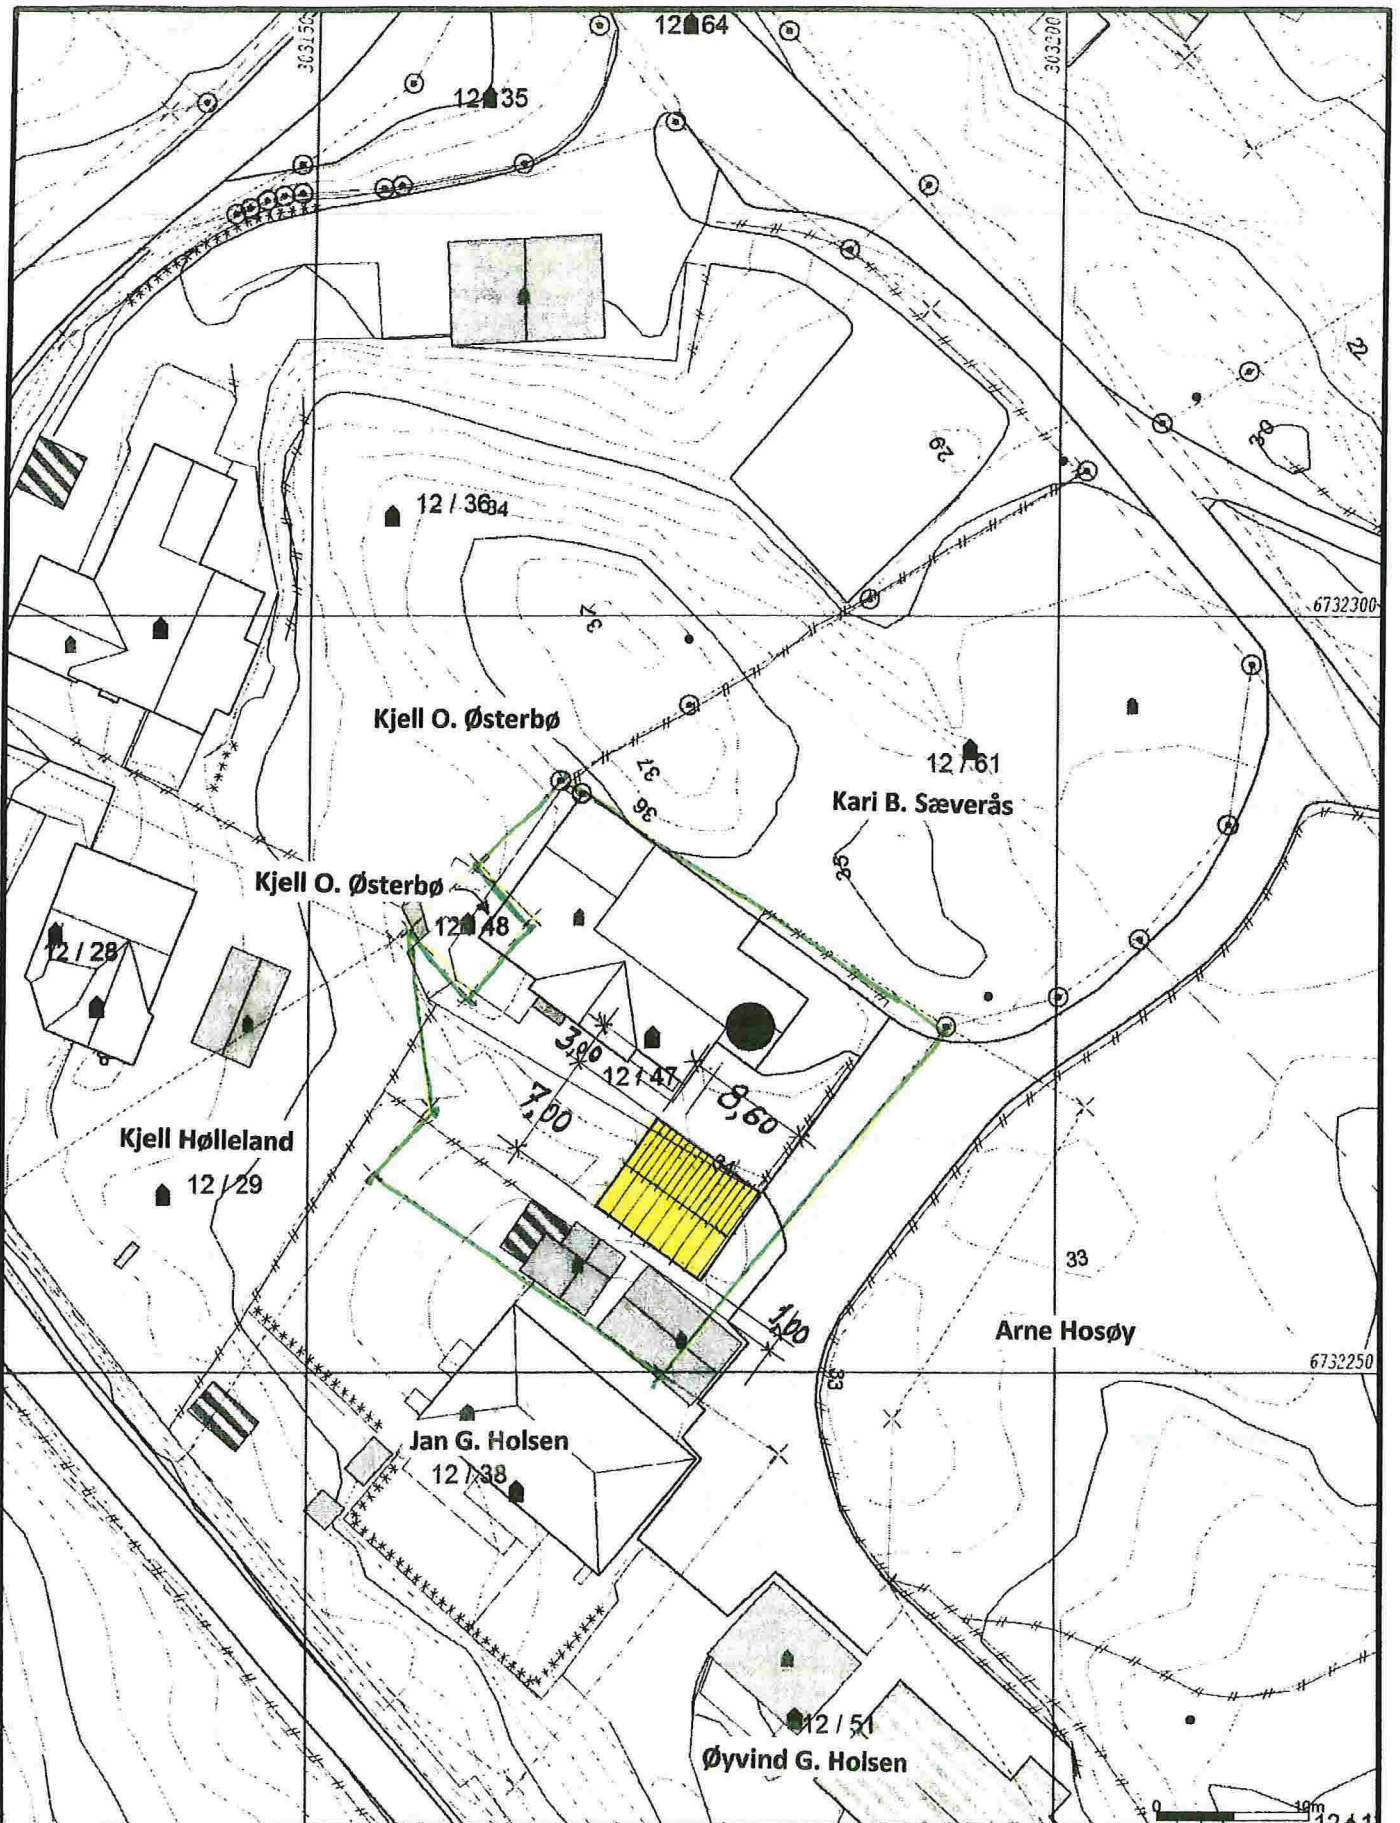 303150
12 / 64
303200
12 / 35
22
30
29
12 / 36
34
37
6732300
Kjell O. Østerbø
37
36
12 / 61
Kari B. Sæverås
35
Kjell O. Østerbø
12 / 48
12 / 28
3,00
12 / 47
7,00
8,60
34
Kjell Hølleland
12 / 29
33
1,00
Arne Hosøy
6732250
33
Jan G. Holsen
12 / 38
12 / 51
Øyvind G. Holsen
0 10m